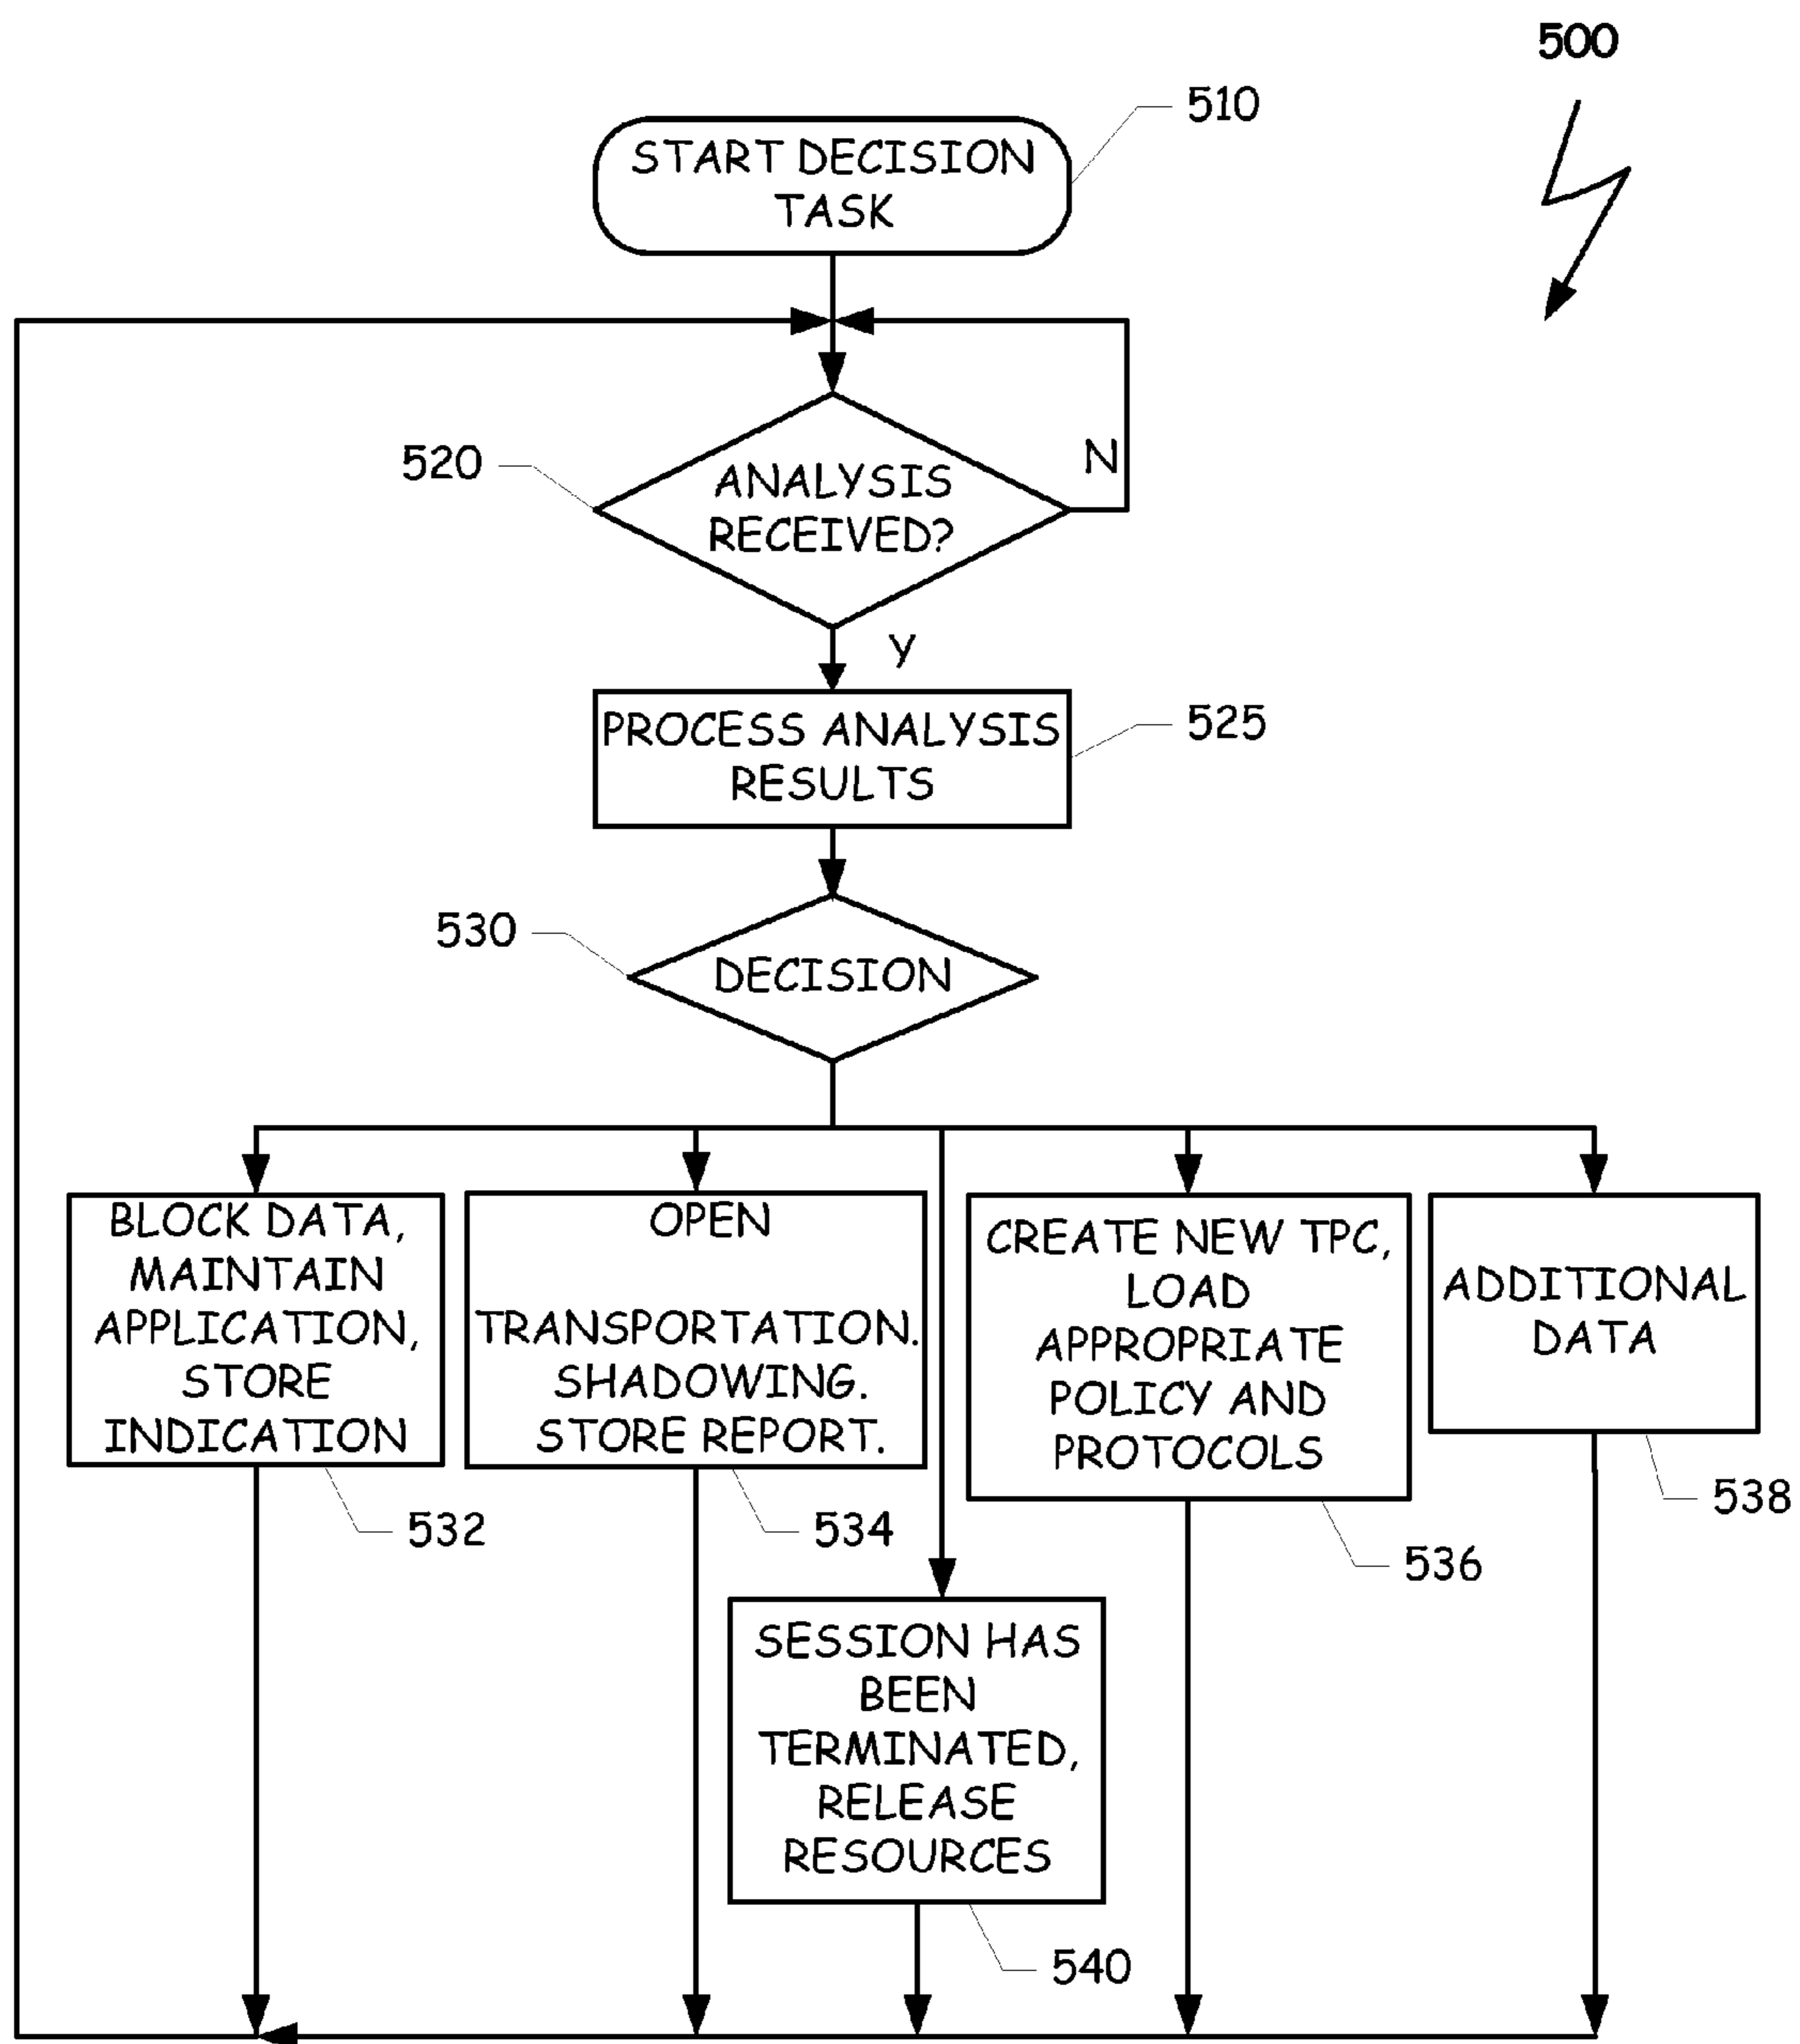 500
510
START DECISION
TASK
520
ANALYSIS
RECEIVED?
N
Y
PROCESS ANALYSIS
RESULTS
525
530
DECISION
BLOCK DATA,
MAINTAIN
APPLICATION,
STORE
INDICATION
532
OPEN
TRANSPORTATION.
SHADOWING.
STORE REPORT.
534
CREATE NEW TPC,
LOAD
APPROPRIATE
POLICY AND
PROTOCOLS
536
ADDITIONAL
DATA
538
SESSION HAS
BEEN
TERMINATED,
RELEASE
RESOURCES
540